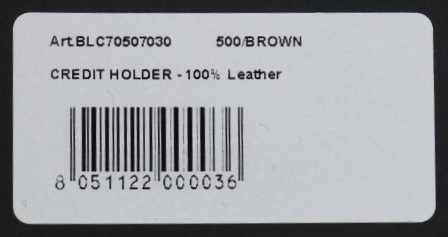 Art.BLC70507030 500/BROWN
CREDIT HOLDER - 100% Leather
8 051122 000036